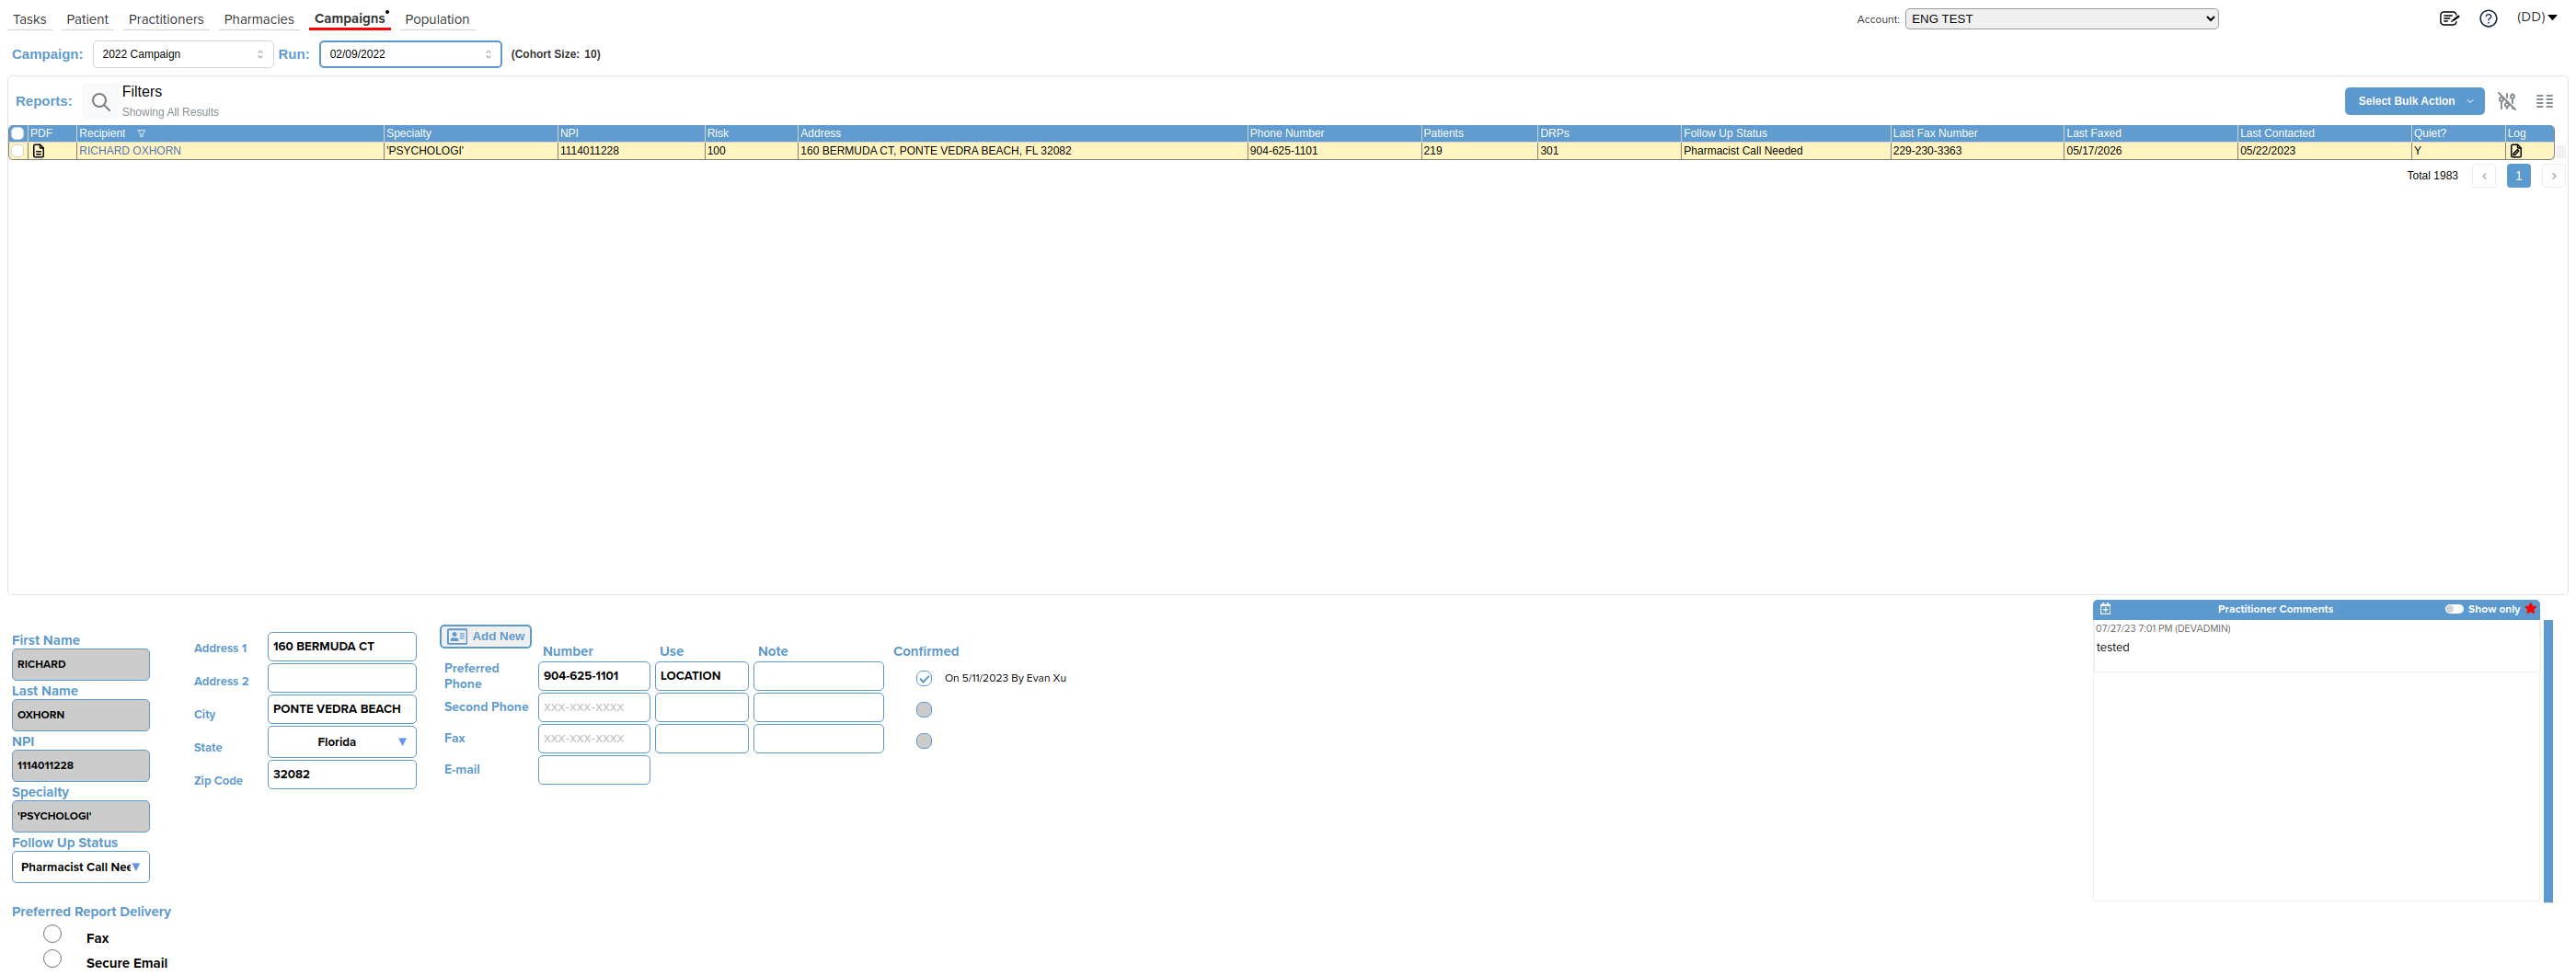 Tasks Patient Practitioners Pharmacies Campaigns Population Account: ENG TEST (DD)
Campaign: 2022 Campaign Run: 02/09/2022 (Cohort Size: 10)
Reports: Filters Select Bulk Action
Showing All Results
PDF Recipient Specialty NPI Risk Address Phone Number Patients DRPs Follow Up Status Last Fax Number Last Faxed Last Contacted Quiet? Log
RICHARD OXHORN 'PSYCHOLOGI' 1114011228 100 160 BERMUDA CT, PONTE VEDRA BEACH, FL 32082 904-625-1101 219 301 Pharmacist Call Needed 229-230-3363 05/17/2026 05/22/2023 Y
Total 1983 1
First Name
RICHARD
Last Name
OXHORN
NPI
1114011228
Specialty
'PSYCHOLOGI'
Follow Up Status
Pharmacist Call Nee
Preferred Report Delivery
Fax
Secure Email
Address 1 160 BERMUDA CT
Address 2
City PONTE VEDRA BEACH
State Florida
Zip Code 32082
Add New
Number Use Note Confirmed
Preferred Phone 904-625-1101 LOCATION On 5/11/2023 By Evan Xu
Second Phone XXX-XXX-XXXX
Fax XXX-XXX-XXXX
E-mail
Practitioner Comments Show only
07/27/23 7:01 PM (DEVADMIN)
tested